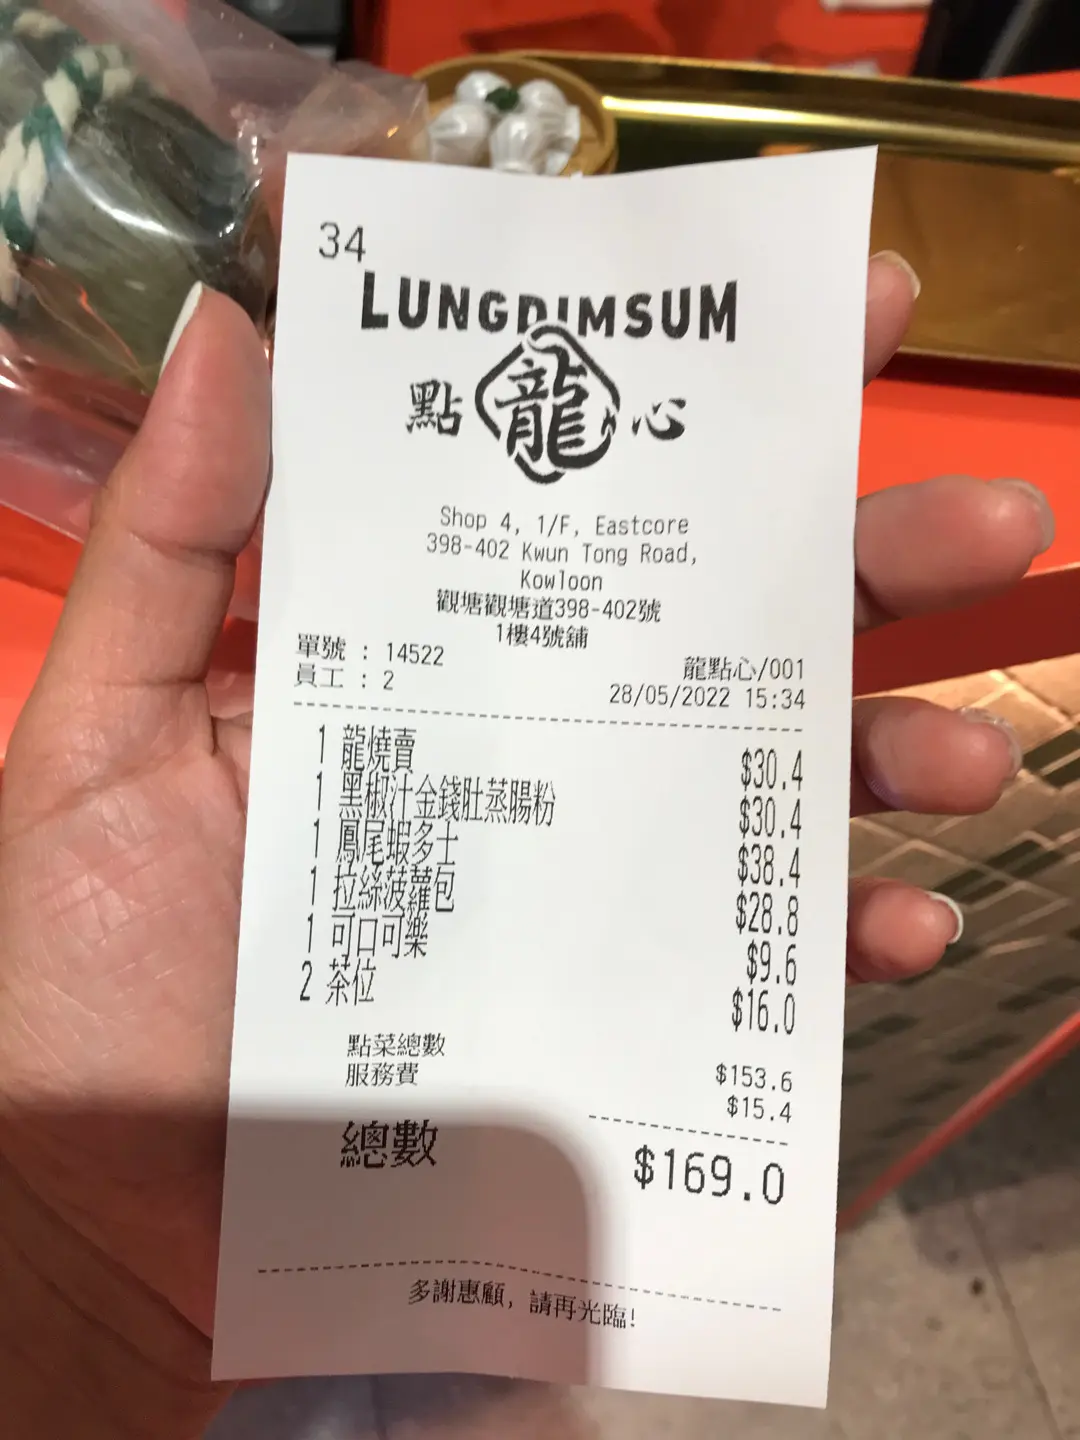 34
LUNGDIMSUM
點龍心
Shop 4, 1/F, Eastcore
398-402 Kwun Tong Road,
Kowloon
觀塘觀塘道398-402號
1樓4號舖
單號 : 14522
員工 : 2 龍點心/001
28/05/2022 15:34
1 龍燒賣 $30.4
1 黑椒汁金錢肚蒸腸粉 $30.4
1 鳳尾蝦多士 $38.4
1 拉絲菠蘿包 $28.8
1 可口可樂 $9.6
2 茶位 $16.0
點菜總數 $153.6
服務費 $15.4
總數 $169.0
多謝惠顧, 請再光臨!